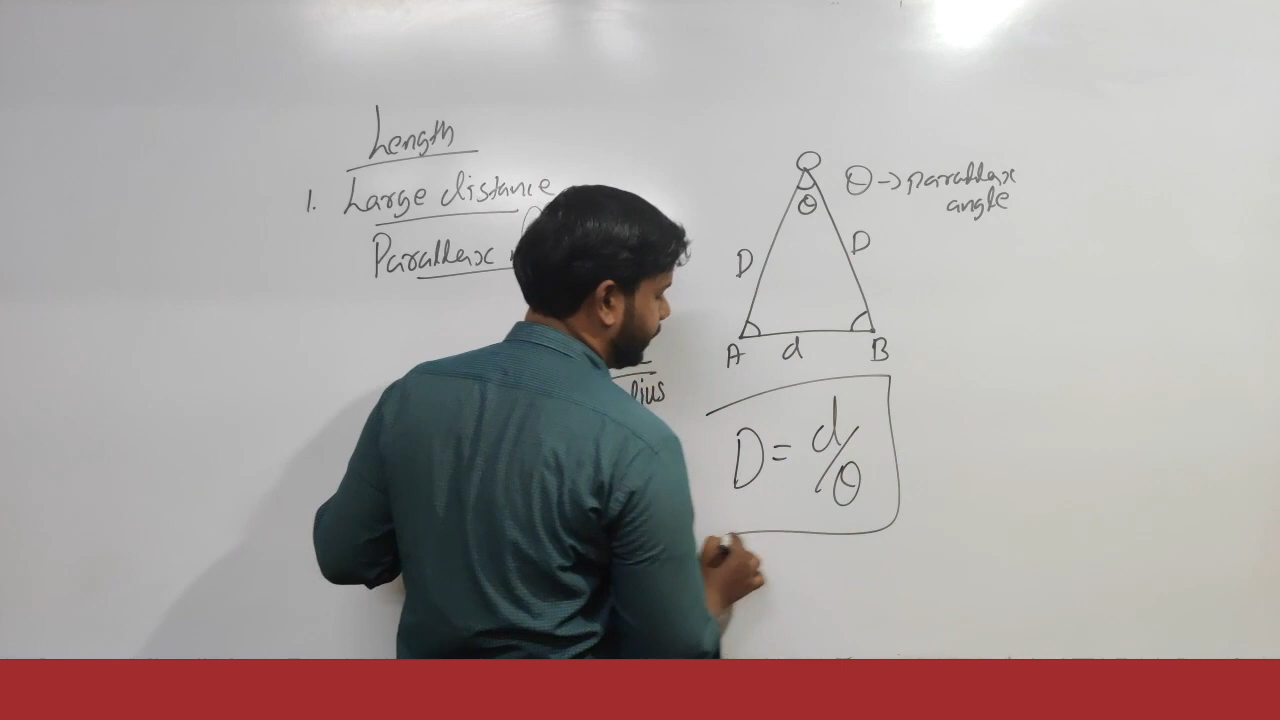 Length
1. Large distance
Parallax
θ
θ → parallax
angle
D
D
A
d
B
D = d/θ